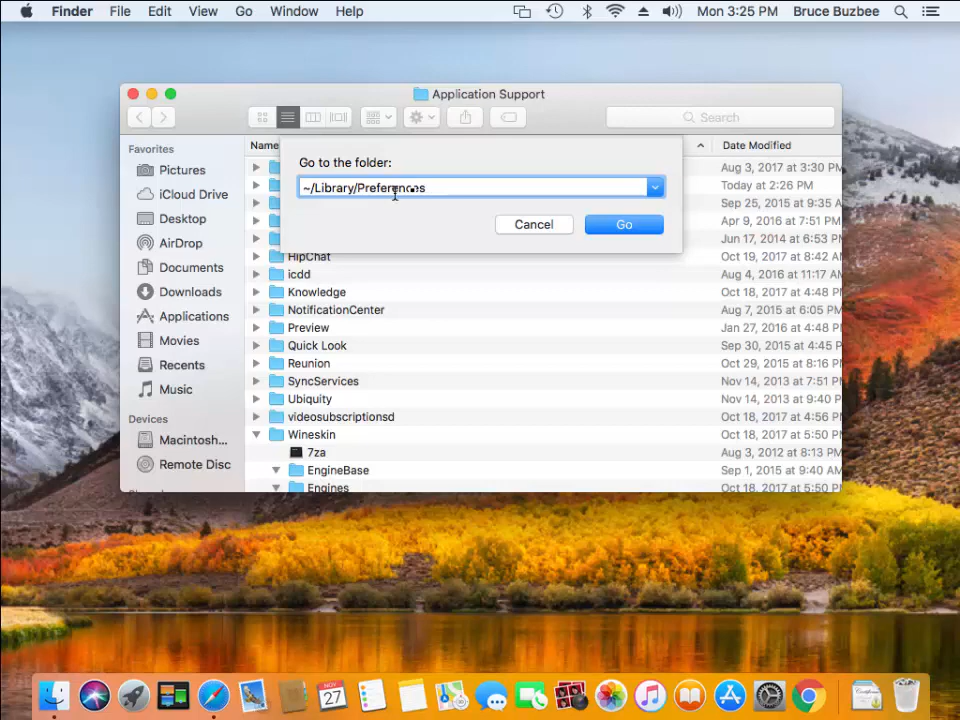 Finder File Edit View Go Window Help Mon 3:25 PM Bruce Buzbee
Application Support
Search
Go to the folder:
~/Library/Preferences
Cancel Go
Favorites
Pictures
iCloud Drive
Desktop
AirDrop
Documents
Downloads
Applications
Movies
Recents
Music
Devices
Macintosh...
Remote Disc
Name Date Modified
Aug 3, 2017 at 3:30 PM
Today at 2:26 PM
Sep 25, 2015 at 9:35 AM
Apr 9, 2016 at 7:51 PM
Jun 17, 2014 at 6:53 PM
HipChat Oct 18, 2017 at 4:48 PM
icdd Aug 4, 2016 at 11:17 AM
Knowledge Oct 18, 2017 at 4:48 PM
NotificationCenter Aug 7, 2015 at 6:05 PM
Preview Jan 27, 2016 at 4:48 PM
Quick Look Sep 30, 2015 at 4:45 PM
Reunion Oct 29, 2015 at 8:16 PM
SyncServices Nov 14, 2013 at 7:51 PM
Ubiquity Nov 14, 2013 at 9:40 PM
videosubscriptionsd Oct 18, 2017 at 4:56 PM
Wineskin Oct 18, 2017 at 5:50 PM
7za Aug 3, 2012 at 8:13 PM
EngineBase Sep 1, 2015 at 9:40 AM
Engines Oct 18, 2017 at 5:50 PM
NOV
27